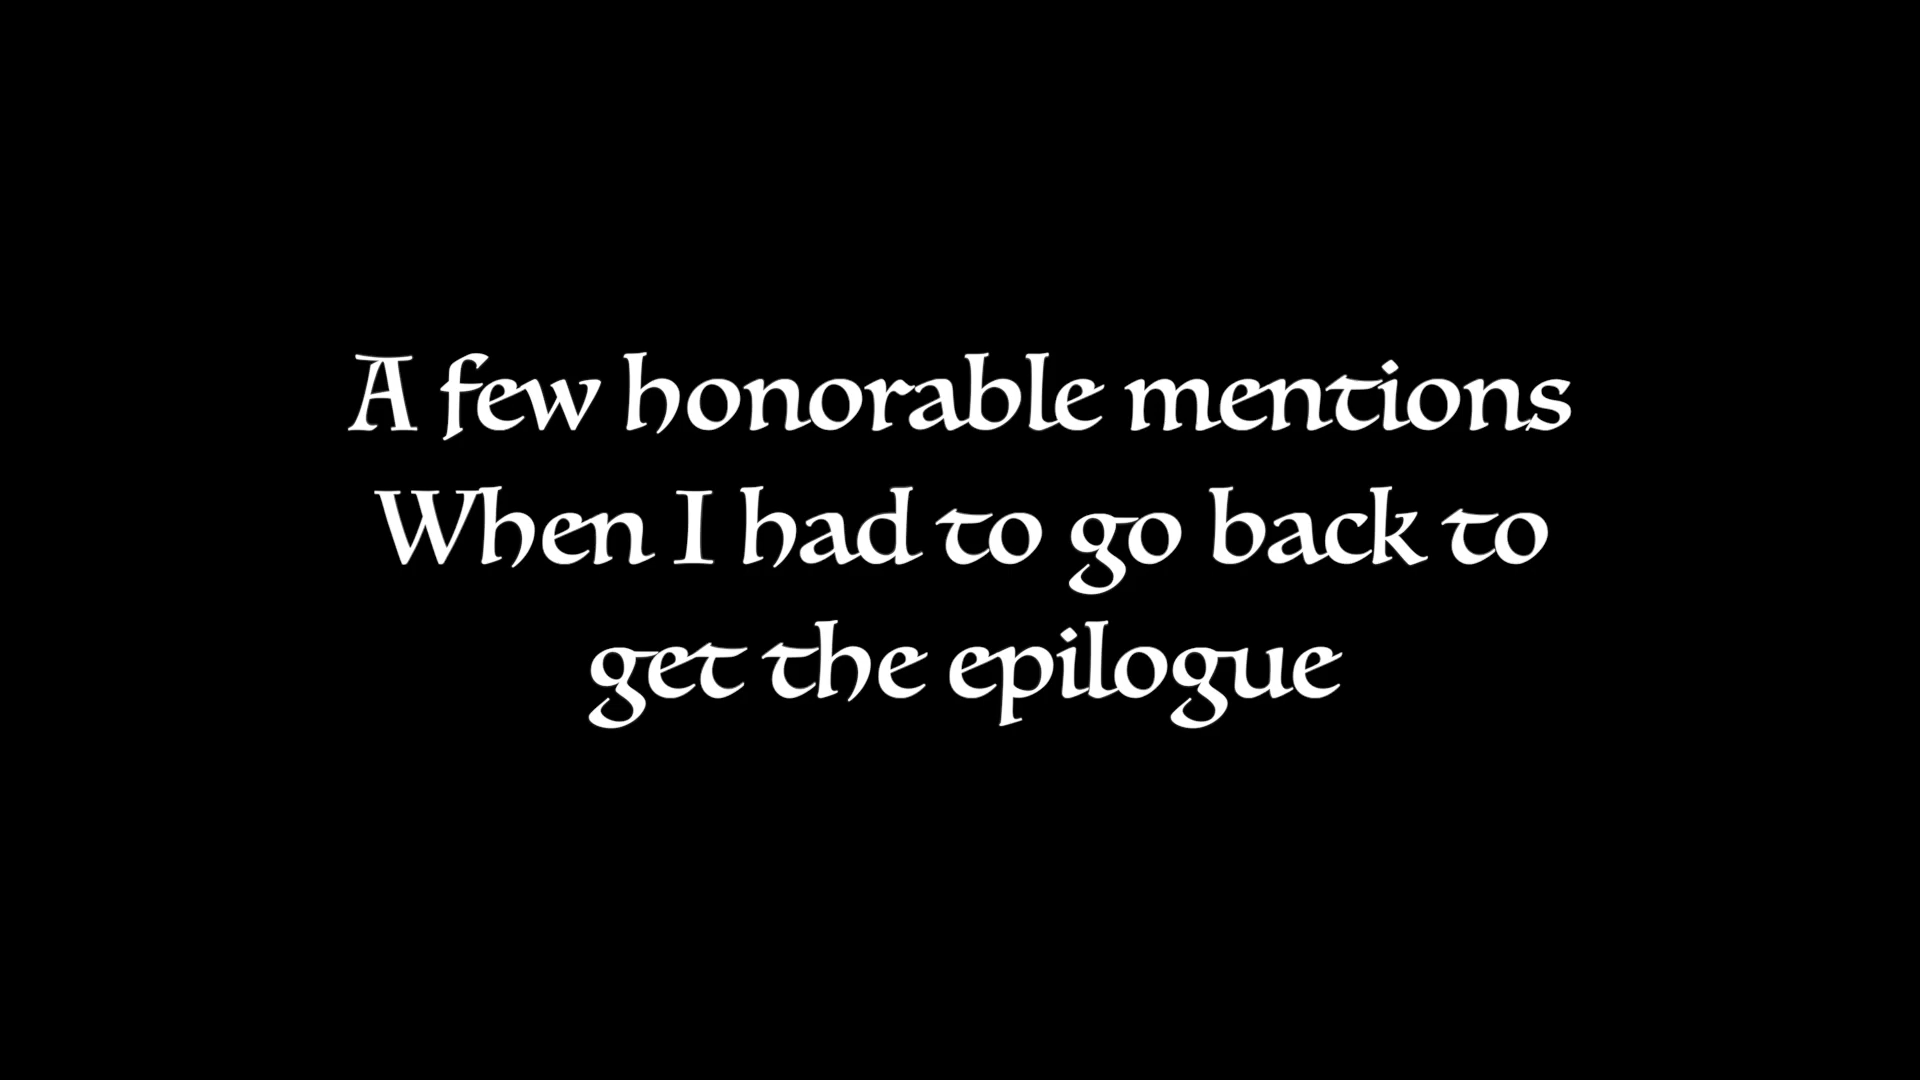 A few honorable mentions
When I had to go back to
get the epilogue